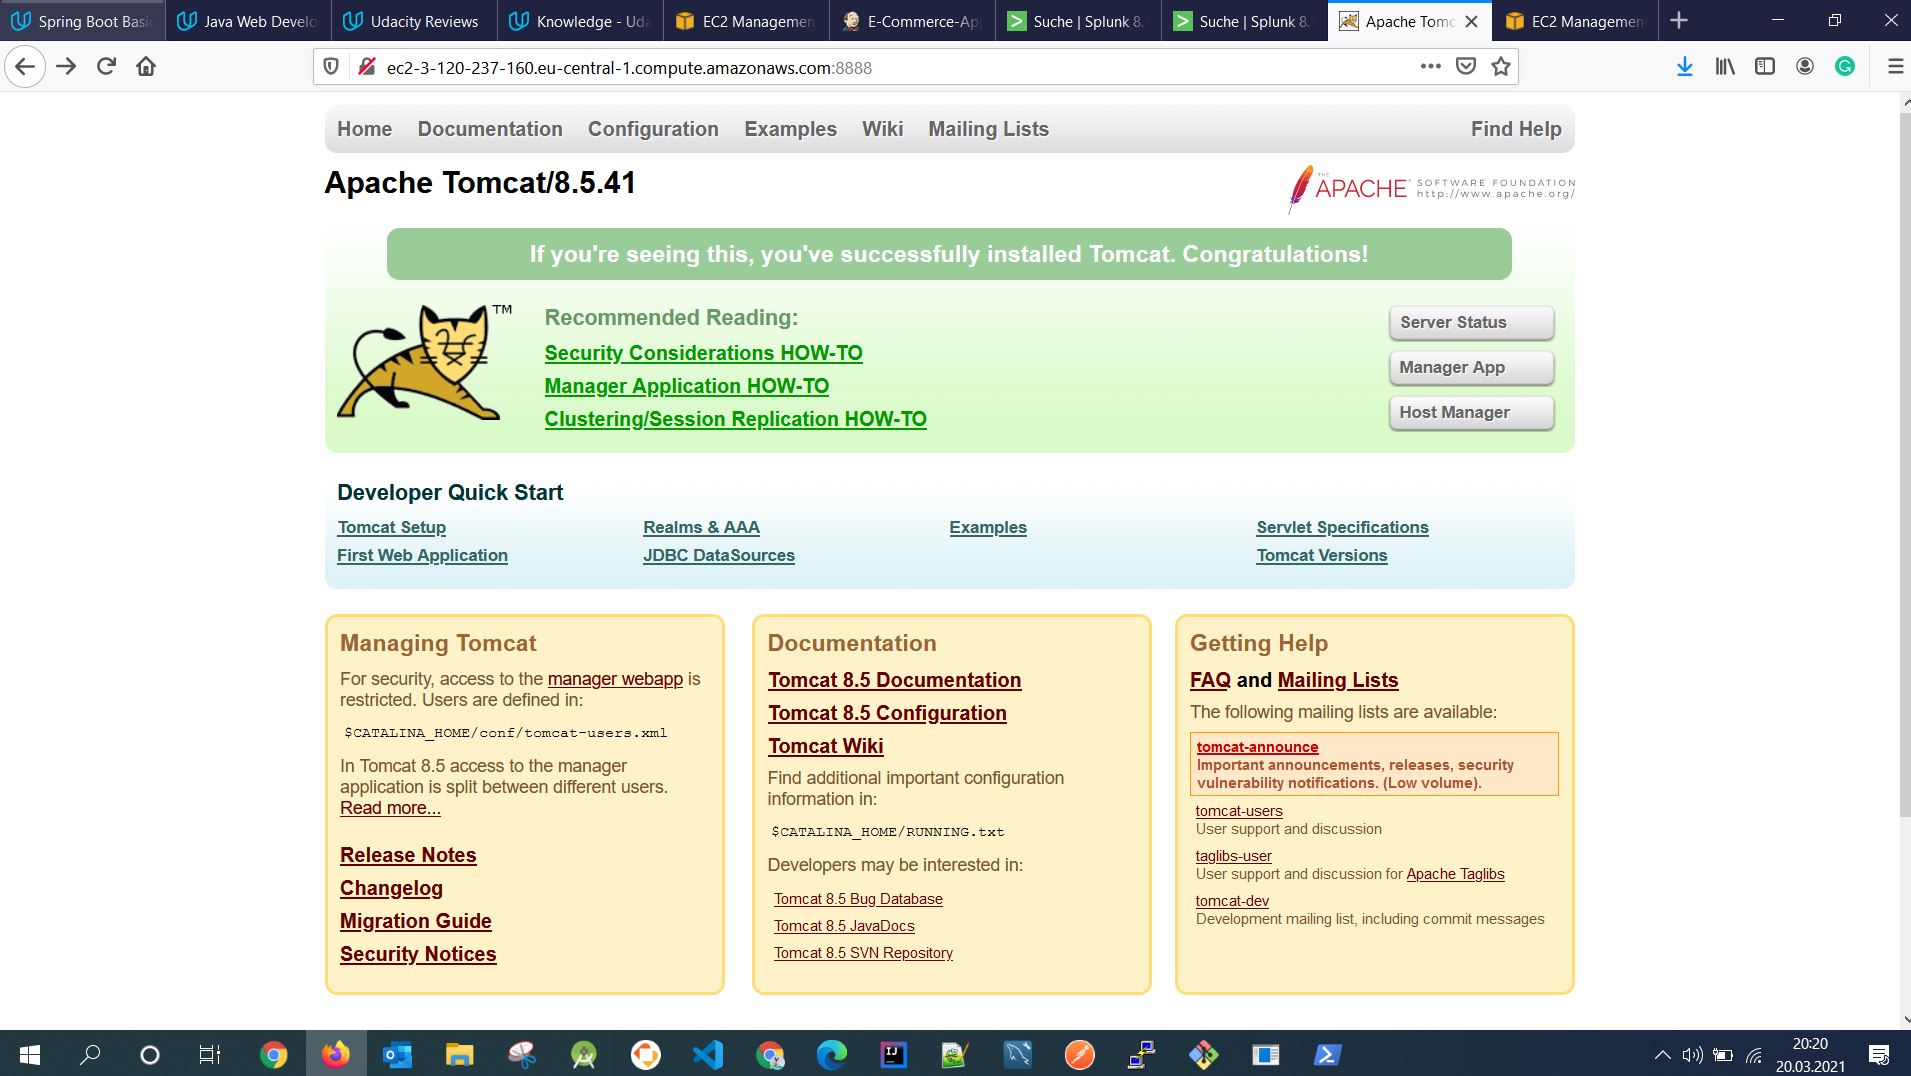 Spring Boot Basi
Java Web Develo
Udacity Reviews
Knowledge - Uda
EC2 Managemen
E-Commerce-Ap
Suche | Splunk 8.
Suche | Splunk 8.
Apache Tomc
EC2 Managemen
ec2-3-120-237-160.eu-central-1.compute.amazonaws.com:8888
Home Documentation Configuration Examples Wiki Mailing Lists Find Help
Apache Tomcat/8.5.41
THE APACHE SOFTWARE FOUNDATION
http://www.apache.org/
If you're seeing this, you've successfully installed Tomcat. Congratulations!
TM
Recommended Reading:
Security Considerations HOW-TO
Manager Application HOW-TO
Clustering/Session Replication HOW-TO
Server Status
Manager App
Host Manager
Developer Quick Start
Tomcat Setup
First Web Application
Realms & AAA
JDBC DataSources
Examples
Servlet Specifications
Tomcat Versions
Managing Tomcat
For security, access to the manager webapp is
restricted. Users are defined in:
$CATALINA_HOME/conf/tomcat-users.xml
In Tomcat 8.5 access to the manager
application is split between different users.
Read more...
Release Notes
Changelog
Migration Guide
Security Notices
Documentation
Tomcat 8.5 Documentation
Tomcat 8.5 Configuration
Tomcat Wiki
Find additional important configuration
information in:
$CATALINA_HOME/RUNNING.txt
Developers may be interested in:
Tomcat 8.5 Bug Database
Tomcat 8.5 JavaDocs
Tomcat 8.5 SVN Repository
Getting Help
FAQ and Mailing Lists
The following mailing lists are available:
tomcat-announce
Important announcements, releases, security
vulnerability notifications. (Low volume).
tomcat-users
User support and discussion
taglibs-user
User support and discussion for Apache Taglibs
tomcat-dev
Development mailing list, including commit messages
20:20
20.03.2021